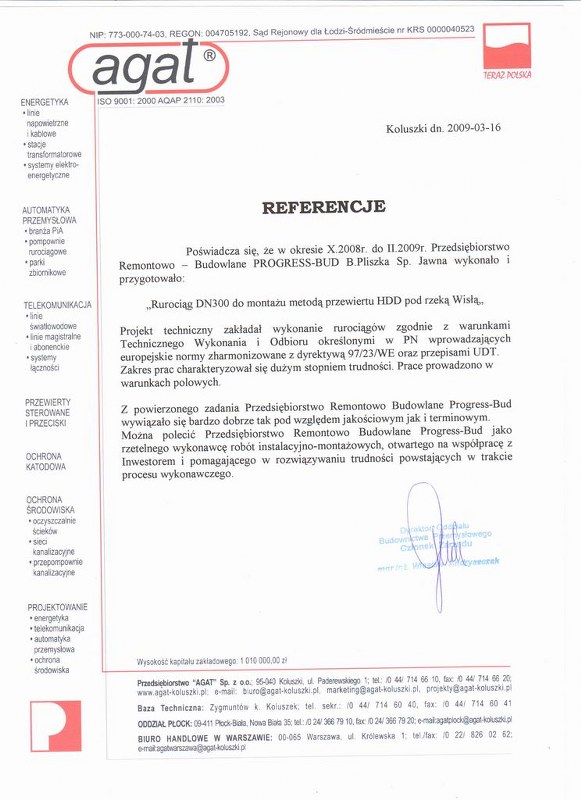 NIP: 773-000-74-03, REGON: 004705192, Sąd Rejonowy dla Łodzi-Śródmieście nr KRS 0000040523
agat®
TERAZ POLSKA
ISO 9001: 2000 AQAP 2110: 2003
ENERGETYKA
• linie
napowietrzne
i kablowe
• stacje
transformatorowe
• systemy elektro-
energetyczne
AUTOMATYKA
PRZEMYSŁOWA
• branża PiA
• pompownie
rurociągowe
• parki
zbiornikowe
TELEKOMUNIKACJA
• linie
światłowodowe
• linie magistralne
i abonenckie
• systemy
łączności
PRZEWIERTY
STEROWANE
I PRZECISKI
OCHRONA
KATODOWA
OCHRONA
ŚRODOWISKA
• oczyszczalnie
ścieków
• sieci
kanalizacyjne
• przepompownie
kanalizacyjne
PROJEKTOWANIE
• energetyka
• telekomunikacja
• automatyka
przemysłowa
• ochrona
środowiska
Koluszki dn. 2009-03-16
REFERENCJE
Poświadcza się, że w okresie X.2008r. do II.2009r. Przedsiębiorstwo
Remontowo – Budowlane PROGRESS-BUD B.Pliszka Sp. Jawna wykonało i
przygotowało:
„Rurociąg DN300 do montażu metodą przewiertu HDD pod rzeką Wisłą„
Projekt techniczny zakładał wykonanie rurociągów zgodnie z warunkami
Technicznego Wykonania i Odbioru określonymi w PN wprowadzających
europejskie normy zharmonizowane z dyrektywą 97/23/WE oraz przepisami UDT.
Zakres prac charakteryzował się dużym stopniem trudności. Prace prowadzono w
warunkach polowych.
Z powierzonego zadania Przedsiębiorstwo Remontowo Budowlane Progress-Bud
wywiązało się bardzo dobrze tak pod względem jakościowym jak i terminowym.
Można polecić Przedsiębiorstwo Remontowo Budowlane Progress-Bud jako
rzetelnego wykonawcę robót instalacyjno-montażowych, otwartego na współpracę z
Inwestorem i pomagającego w rozwiązywaniu trudności powstających w trakcie
procesu wykonawczego.
Dyrektor Oddziału
Budownictwa Przemysłowego
Członek Zarządu
mgr inż.
Wysokość kapitału zakładowego: 1 016 000,00 zł
Przedsiębiorstwo "AGAT" Sp. z o.o.; 95-040 Koluszki, ul. Paderewskiego 1; tel.: /0 44/ 714 66 10, fax: /0 44/ 714 66 20;
www.agat-koluszki.pl; e-mail: biuro@agat-koluszki.pl, marketing@agat-koluszki.pl, projekty@agat-koluszki.pl
Baza Techniczna: Zygmuntów k. Koluszek; tel. sekr.: /0 44/ 714 60 40, fax: /0 44/ 714 60 41
ODDZIAŁ PŁOCK: 09-411 Płock-Biała, Nowa Biała 35; tel.: /0 24/ 366 79 10, fax: /0 24/ 366 79 20; e-mail:agatplock@agat-koluszki.pl
BIURO HANDLOWE W WARSZAWIE: 00-065 Warszawa, ul. Królewska 1; tel./fax: /0 22/ 826 02 62;
e-mail:agatwarszawa@agat-koluszki.pl